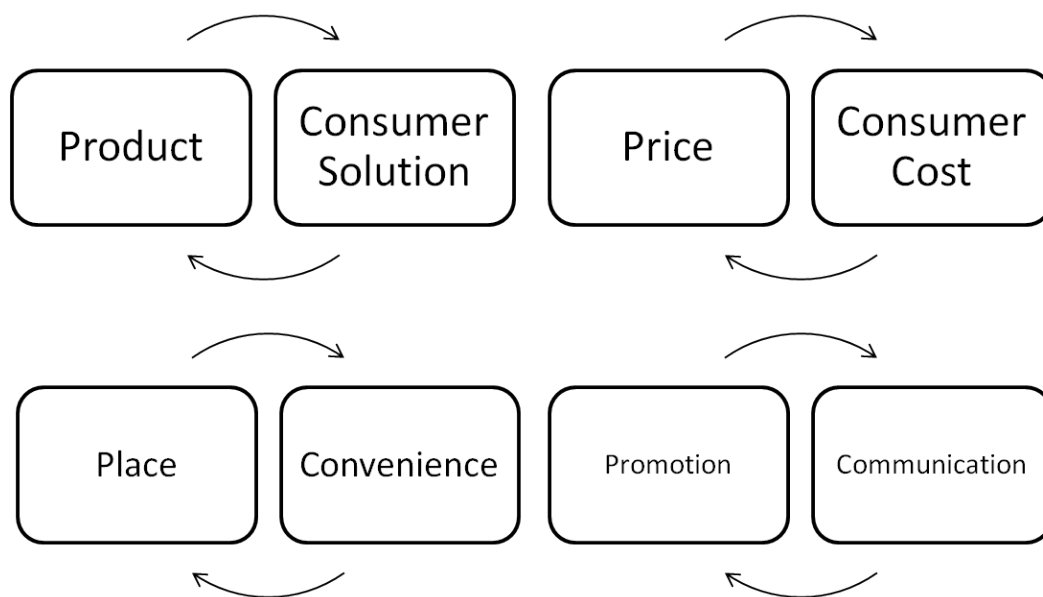 Product
Consumer
Solution
Price
Consumer
Cost
Place
Convenience
Promotion
Communication